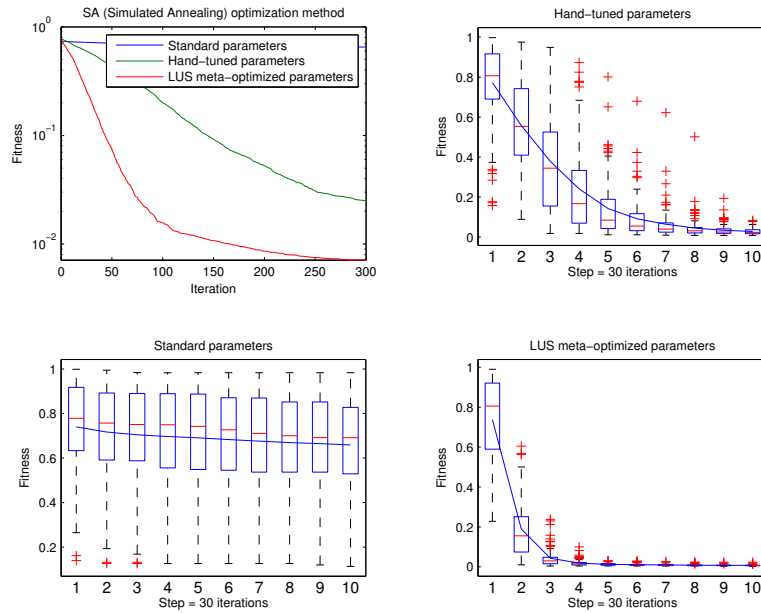 SA (Simulated Annealing) optimization method
10^0
10^−1
10^−2
Fitness
Standard parameters
Hand−tuned parameters
LUS meta−optimized parameters
0 50 100 150 200 250 300
Iteration
Hand−tuned parameters
1
0.8
0.6
0.4
0.2
0
Fitness
1 2 3 4 5 6 7 8 9 10
Step = 30 iterations
Standard parameters
1
0.8
0.6
0.4
0.2
Fitness
1 2 3 4 5 6 7 8 9 10
Step = 30 iterations
LUS meta−optimized parameters
1
0.8
0.6
0.4
0.2
0
Fitness
1 2 3 4 5 6 7 8 9 10
Step = 30 iterations